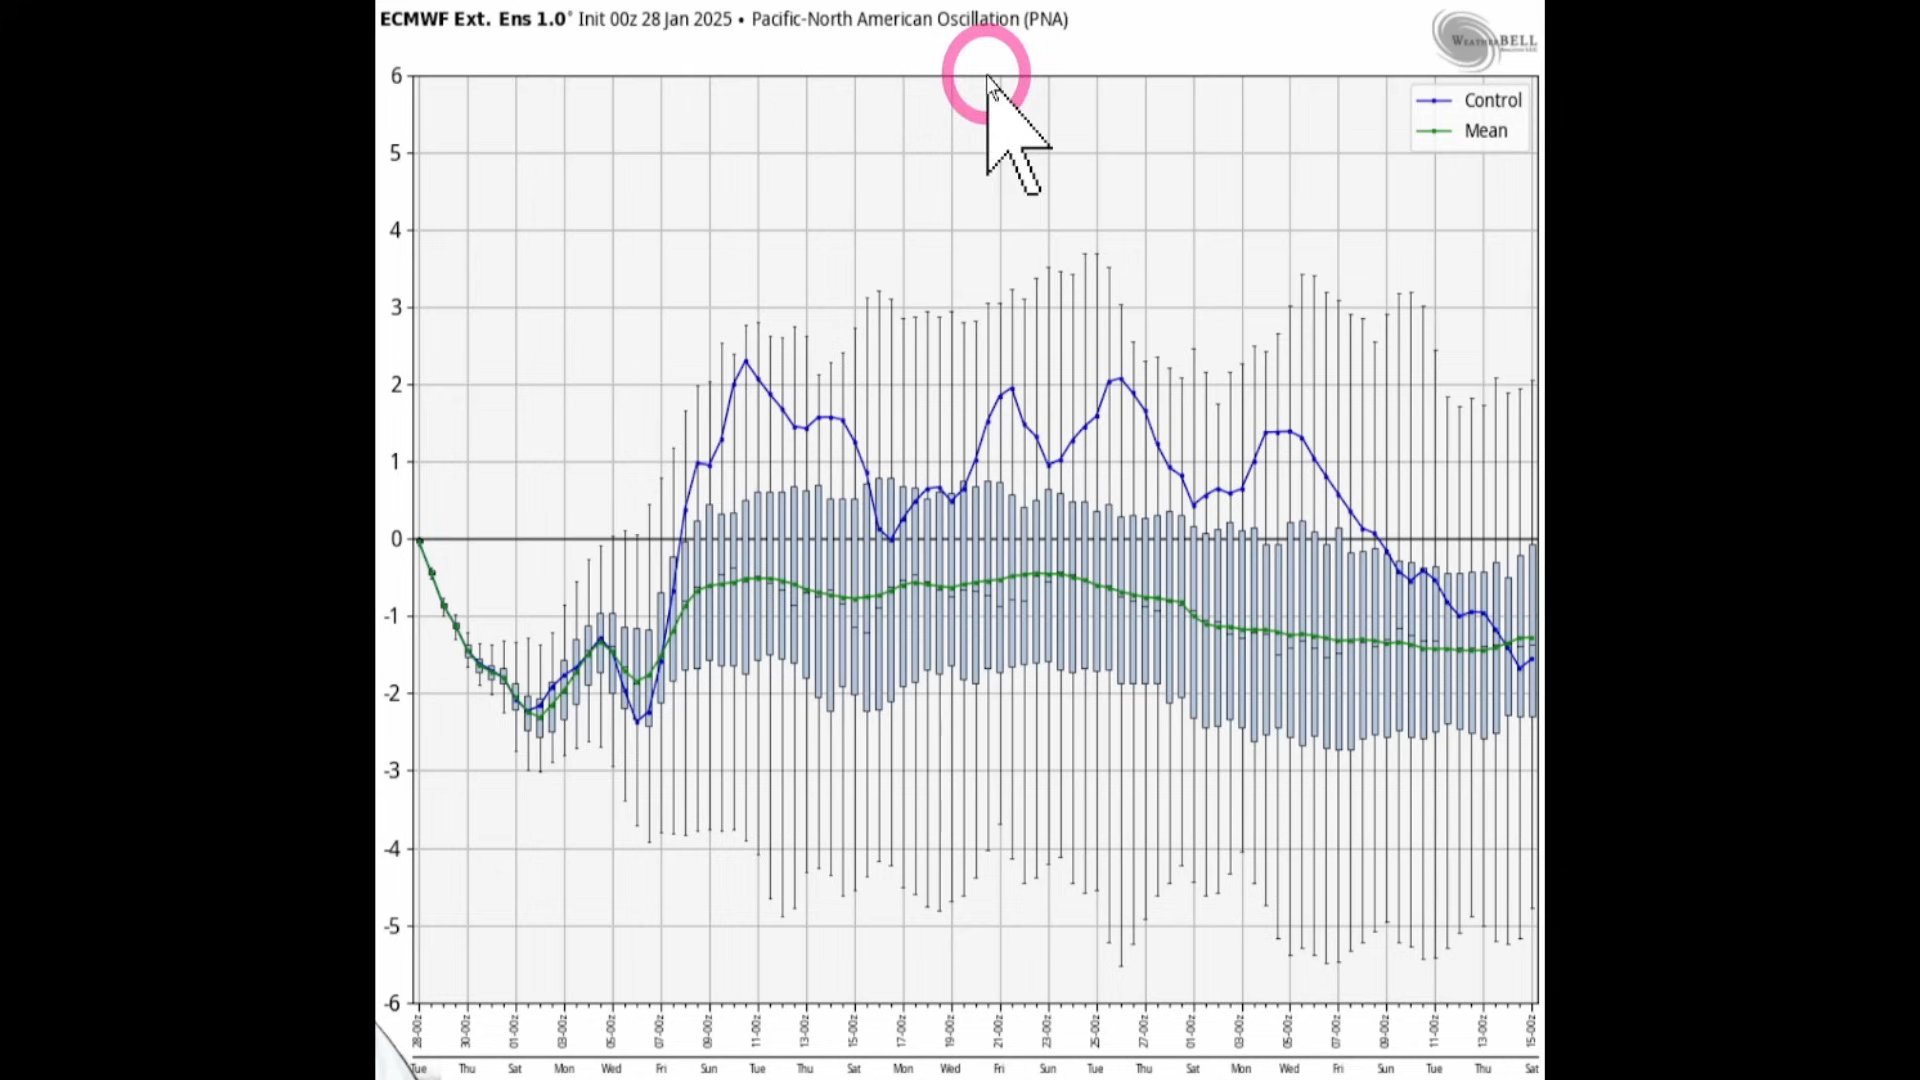 ECMWF Ext. Ens 1.0° Init 00z 28 Jan 2025 • Pacific-North American Oscillation (PNA)
WEATHERBELL
Control
Mean
6
5
4
3
2
1
0
-1
-2
-3
-4
-5
-6
28-00z 30-00z 01-00z 03-00z 05-00z 07-00z 09-00z 11-00z 13-00z 15-00z 17-00z 19-00z 21-00z 23-00z 25-00z 27-00z 01-00z 03-00z 05-00z 07-00z 09-00z 11-00z 13-00z 15-00z
Tue Thu Sat Mon Wed Fri Sun Tue Thu Sat Mon Wed Fri Sun Tue Thu Sat Mon Wed Fri Sun Tue Thu Sat